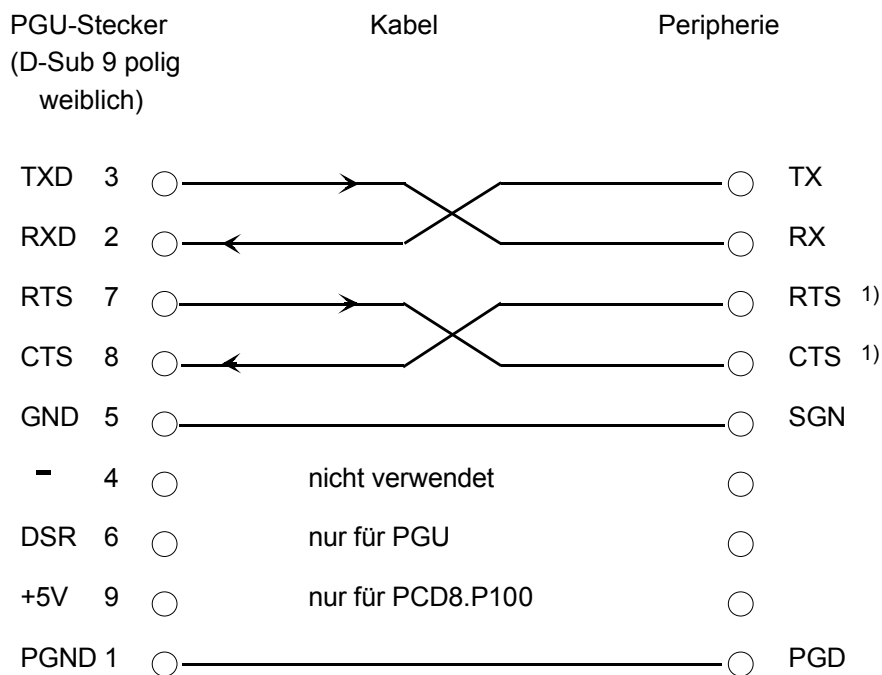 PGU-Stecker Kabel Peripherie
(D-Sub 9 polig
weiblich)
TXD 3 TX
RXD 2 RX
RTS 7 RTS 1)
CTS 8 CTS 1)
GND 5 SGN
- 4 nicht verwendet
DSR 6 nur für PGU
+5V 9 nur für PCD8.P100
PGND 1 PGD